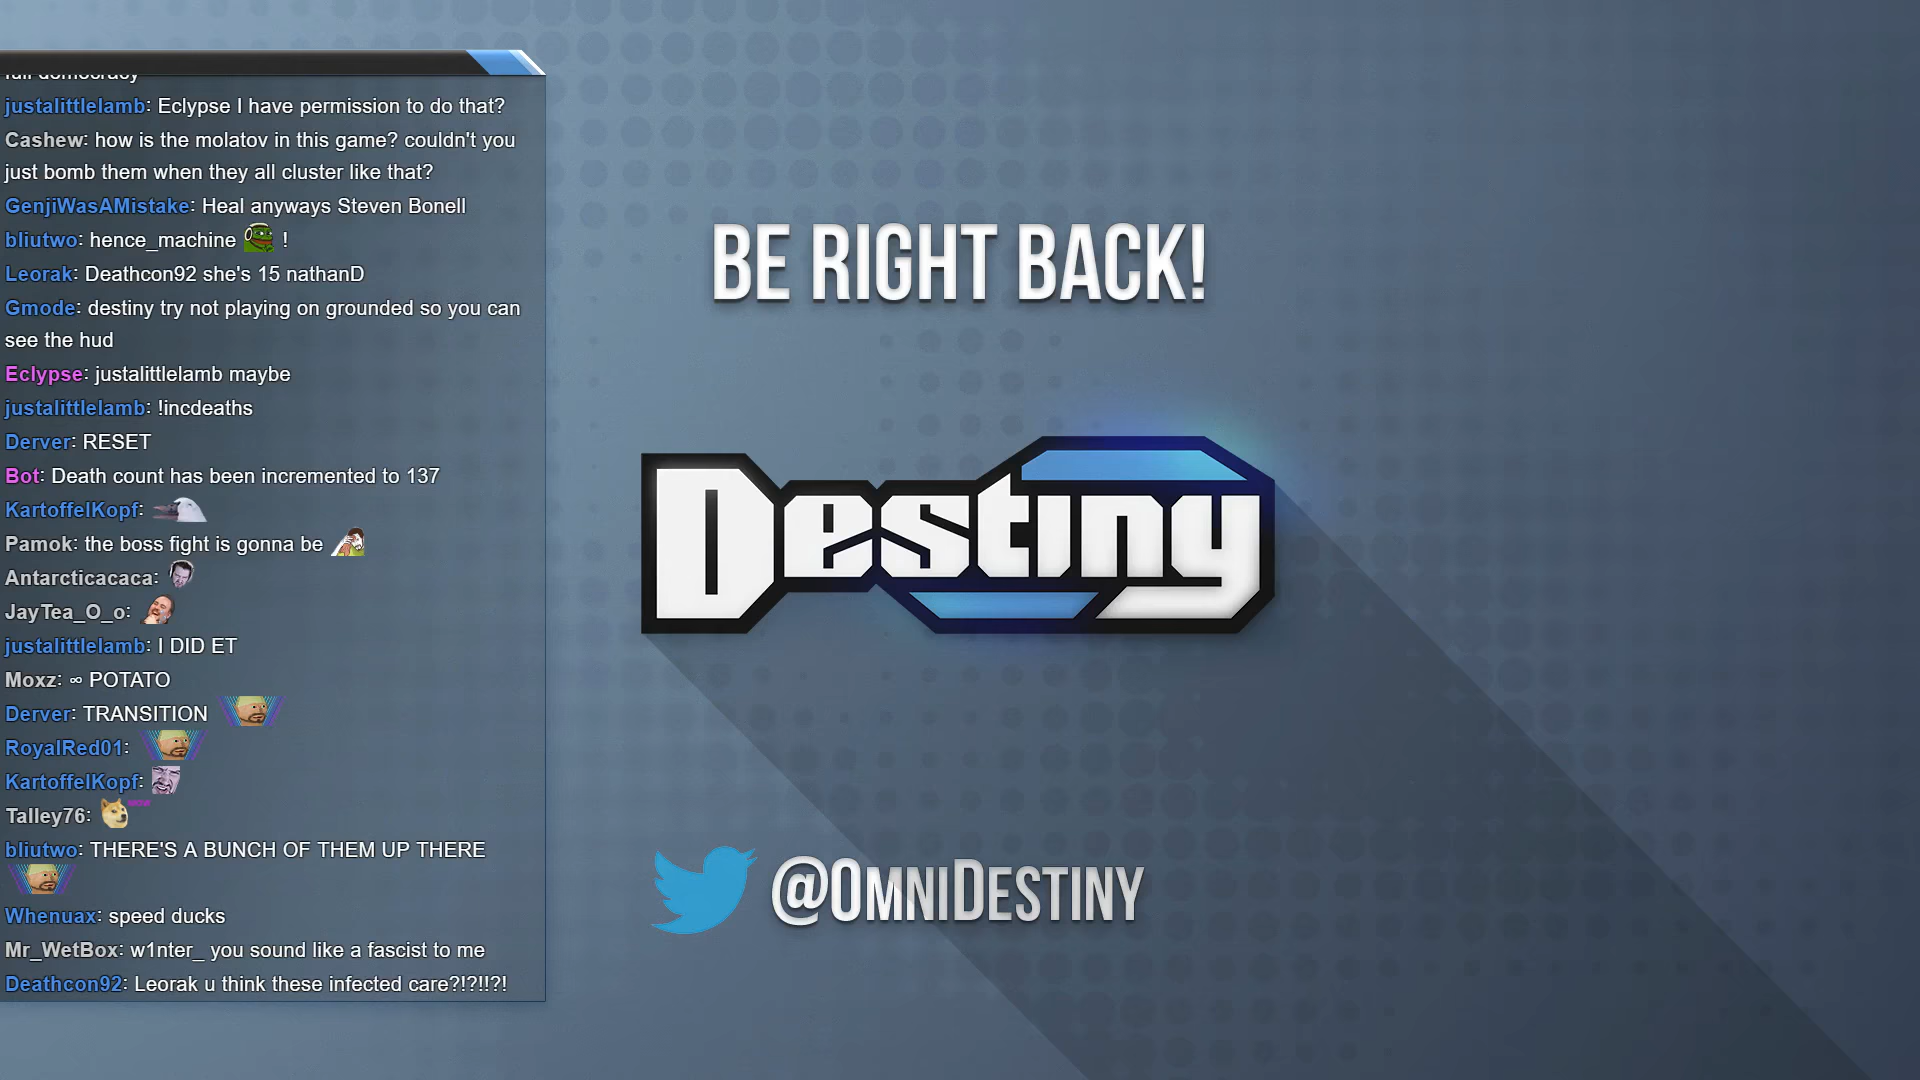 justalittlelamb: Eclypse I have permission to do that?
Cashew: how is the molatov in this game? couldn't you
just bomb them when they all cluster like that?
GenjiWasAMistake: Heal anyways Steven Bonell
bliutwo: hence_machine !
Leorak: Deathcon92 she's 15 nathanD
Gmode: destiny try not playing on grounded so you can
see the hud
Eclypse: justalittlelamb maybe
justalittlelamb: !incdeaths
Derver: RESET
Bot: Death count has been incremented to 137
KartoffelKopf:
Pamok: the boss fight is gonna be
Antarcticacaca:
JayTea_O_o:
justalittlelamb: I DID ET
Moxz: ∞ POTATO
Derver: TRANSITION
RoyalRed01:
KartoffelKopf:
Talley76:
bliutwo: THERE'S A BUNCH OF THEM UP THERE
Whenuax: speed ducks
Mr_WetBox: w1nter_ you sound like a fascist to me
Deathcon92: Leorak u think these infected care?!?!!?!
BE RIGHT BACK!
Destiny
@OmniDestiny